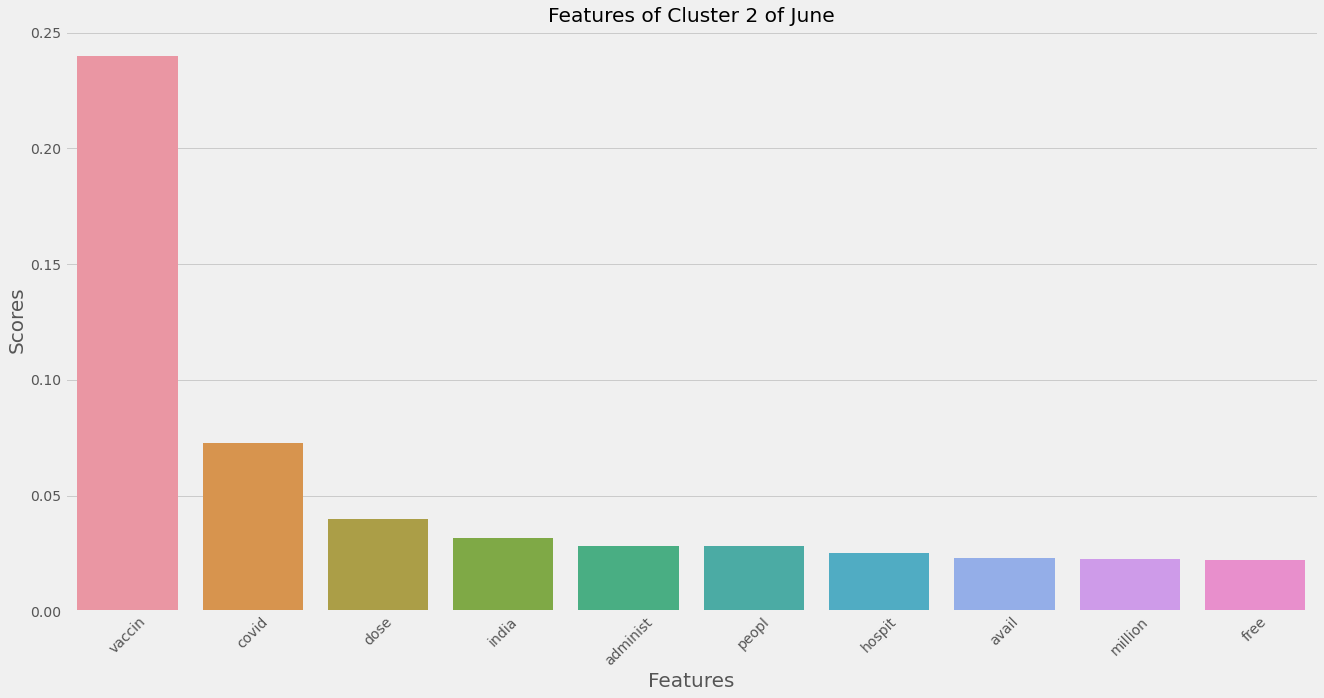 Features of Cluster 2 of June
0.25
0.20
0.15
0.10
0.05
0.00
Scores
vaccin
covid
dose
india
administ
peopl
hospit
avail
million
free
Features